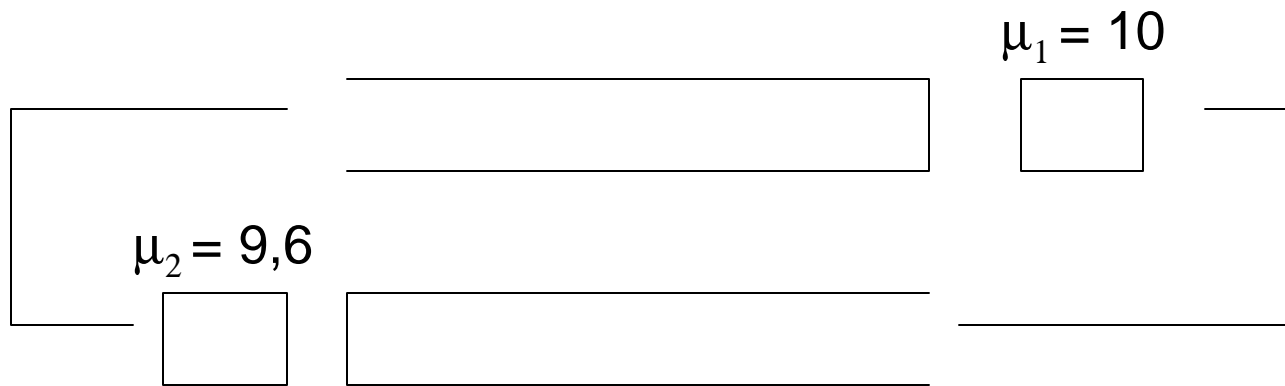 μ₁ = 10
μ₂ = 9,6